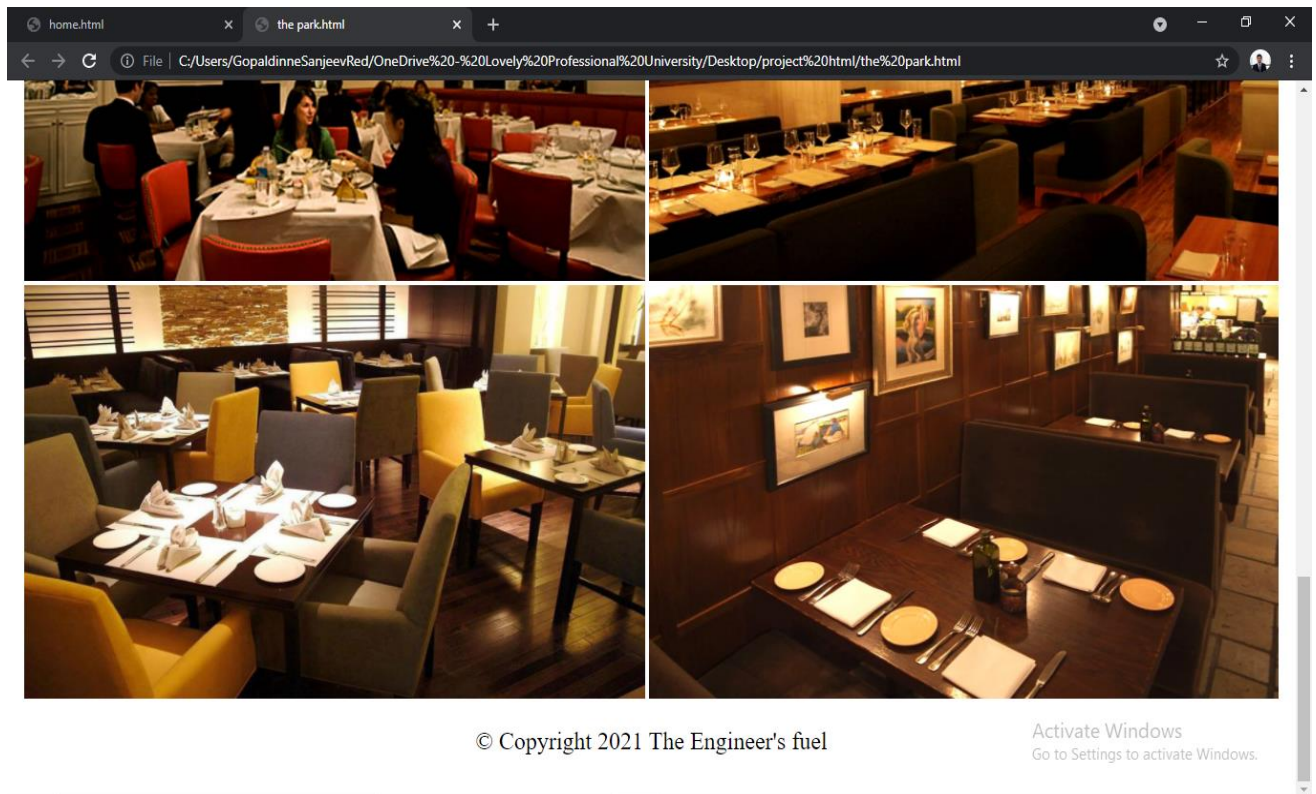 home.html
the park.html
File | C:/Users/GopaldinneSanjeevRed/OneDrive%20-%20Lovely%20Professional%20University/Desktop/project%20html/the%20park.html
© Copyright 2021 The Engineer's fuel
Activate Windows
Go to Settings to activate Windows.